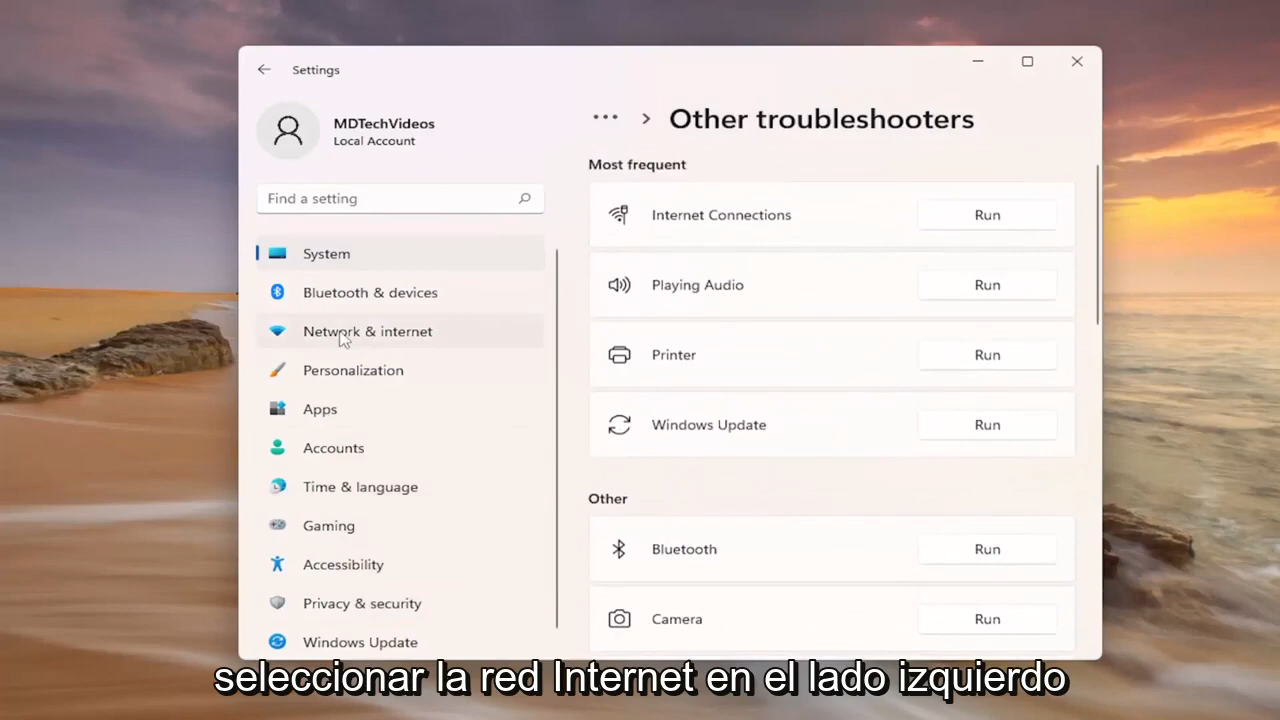 Settings
MDTechVideos
Local Account
Find a setting
System
Bluetooth & devices
Network & internet
Personalization
Apps
Accounts
Time & language
Gaming
Accessibility
Privacy & security
Windows Update
... > Other troubleshooters
Most frequent
Internet Connections Run
Playing Audio Run
Printer Run
Windows Update Run
Other
Bluetooth Run
Camera Run
seleccionar la red Internet en el lado izquierdo